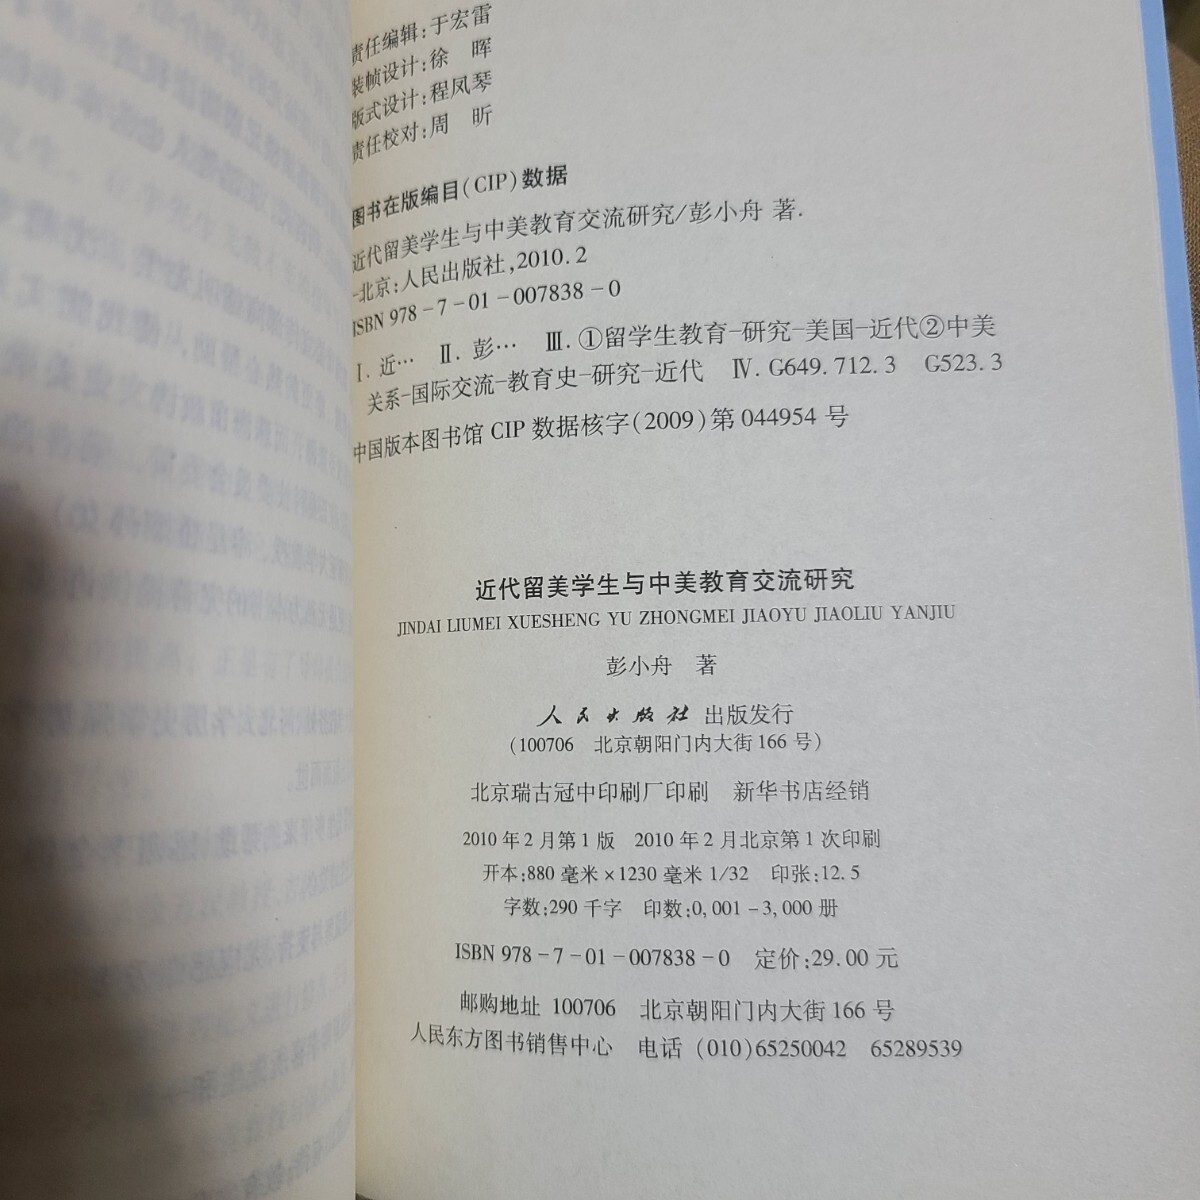 责任编辑:于宏雷
装帧设计:徐　晖
版式设计:程凤琴
责任校对:周　昕
图书在版编目(CIP)数据
近代留美学生与中美教育交流研究/彭小舟 著.
-北京:人民出版社,2010.2
ISBN 978-7-01-007838-0
Ⅰ.近…　Ⅱ.彭…　Ⅲ.①留学生教育-研究-美国-近代②中美
关系-国际交流-教育史-研究-近代　Ⅳ.G649.712.3　G523.3
中国版本图书馆CIP数据核字(2009)第044954号
近代留美学生与中美教育交流研究
JINDAI LIUMEI XUESHENG YU ZHONGMEI JIAOYU JIAOLIU YANJIU
彭小舟　著
人民出版社 出版发行
(100706　北京朝阳门内大街166号)
北京瑞古冠中印刷厂印刷　新华书店经销
2010年2月第1版　2010年2月北京第1次印刷
开本:880毫米×1230毫米 1/32　印张:12.5
字数:290千字　印数:0,001-3,000册
ISBN 978-7-01-007838-0　定价:29.00元
邮购地址 100706　北京朝阳门内大街166号
人民东方图书销售中心　电话 (010)65250042　65289539